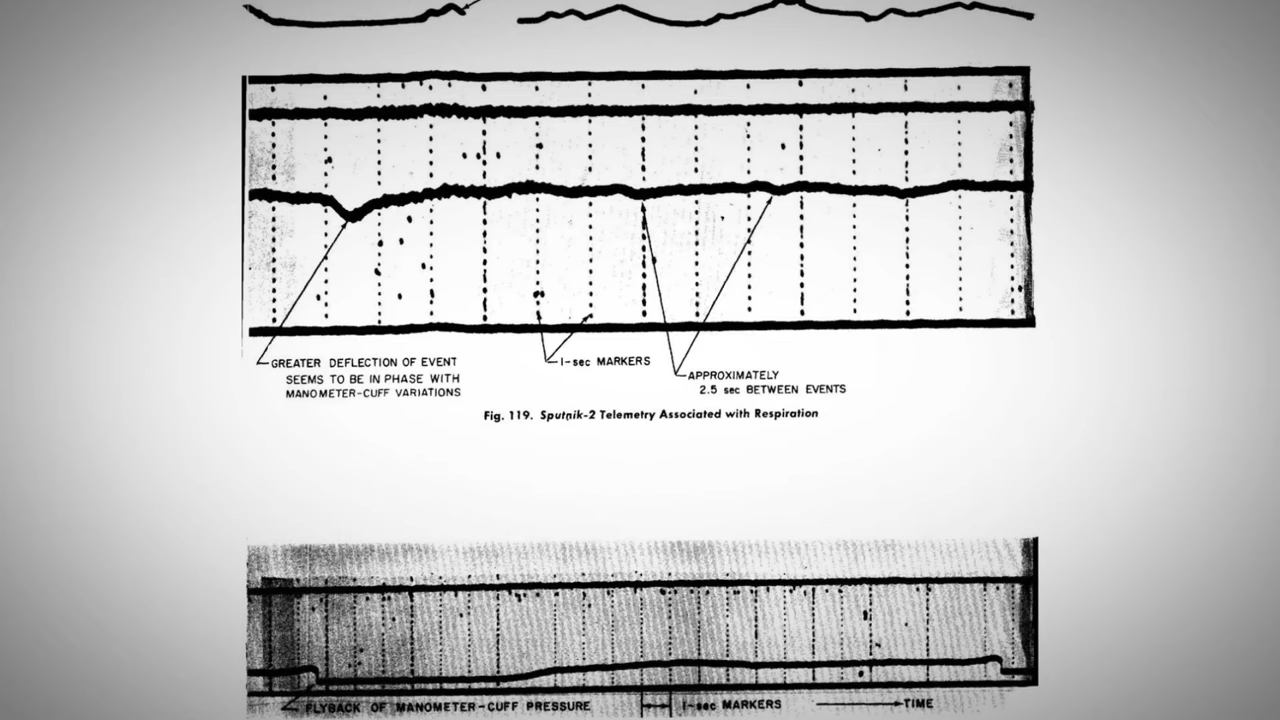 GREATER DEFLECTION OF EVENT
SEEMS TO BE IN PHASE WITH
MANOMETER-CUFF VARIATIONS
1-sec MARKERS
APPROXIMATELY
2.5 sec BETWEEN EVENTS
Fig. 119. Sputnik-2 Telemetry Associated with Respiration
FLYBACK OF MANOMETER-CUFF PRESSURE
1-sec MARKERS
TIME